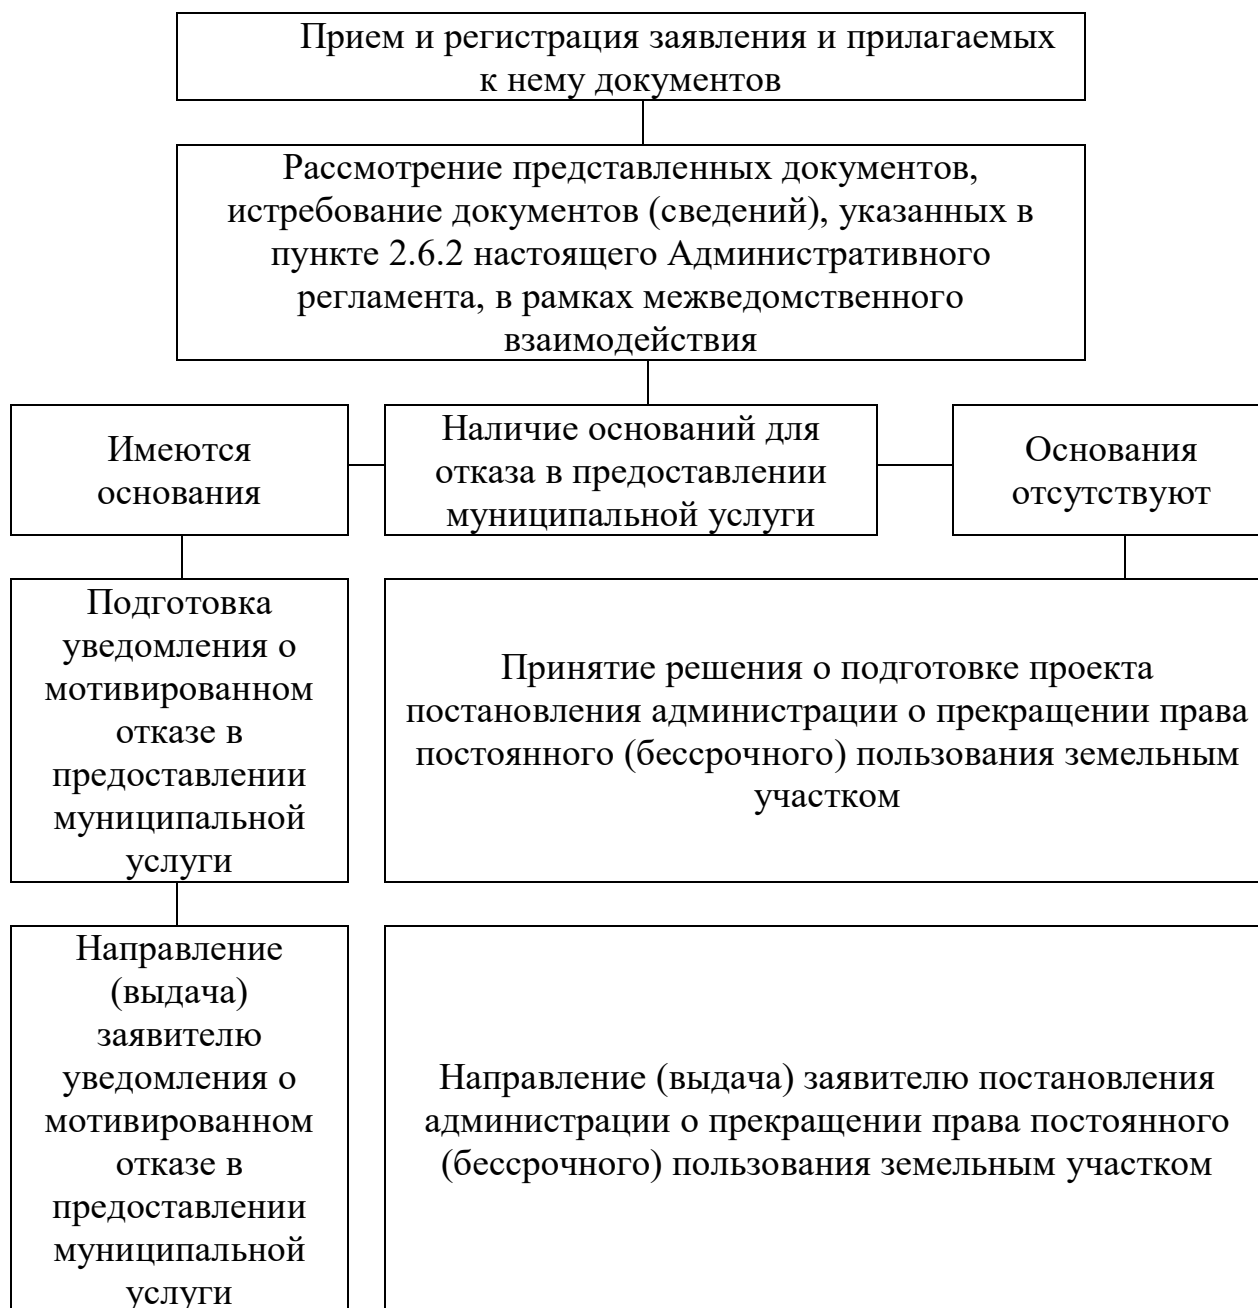 Прием и регистрация заявления и прилагаемых
к нему документов
Рассмотрение представленных документов,
истребование документов (сведений), указанных в
пункте 2.6.2 настоящего Административного
регламента, в рамках межведомственного
взаимодействия
Имеются
основания
Наличие оснований для
отказа в предоставлении
муниципальной услуги
Основания
отсутствуют
Подготовка
уведомления о
мотивированном
отказе в
предоставлении
муниципальной
услуги
Принятие решения о подготовке проекта
постановления администрации о прекращении права
постоянного (бессрочного) пользования земельным
участком
Направление
(выдача)
заявителю
уведомления о
мотивированном
отказе в
предоставлении
муниципальной
услуги
Направление (выдача) заявителю постановления
администрации о прекращении права постоянного
(бессрочного) пользования земельным участком